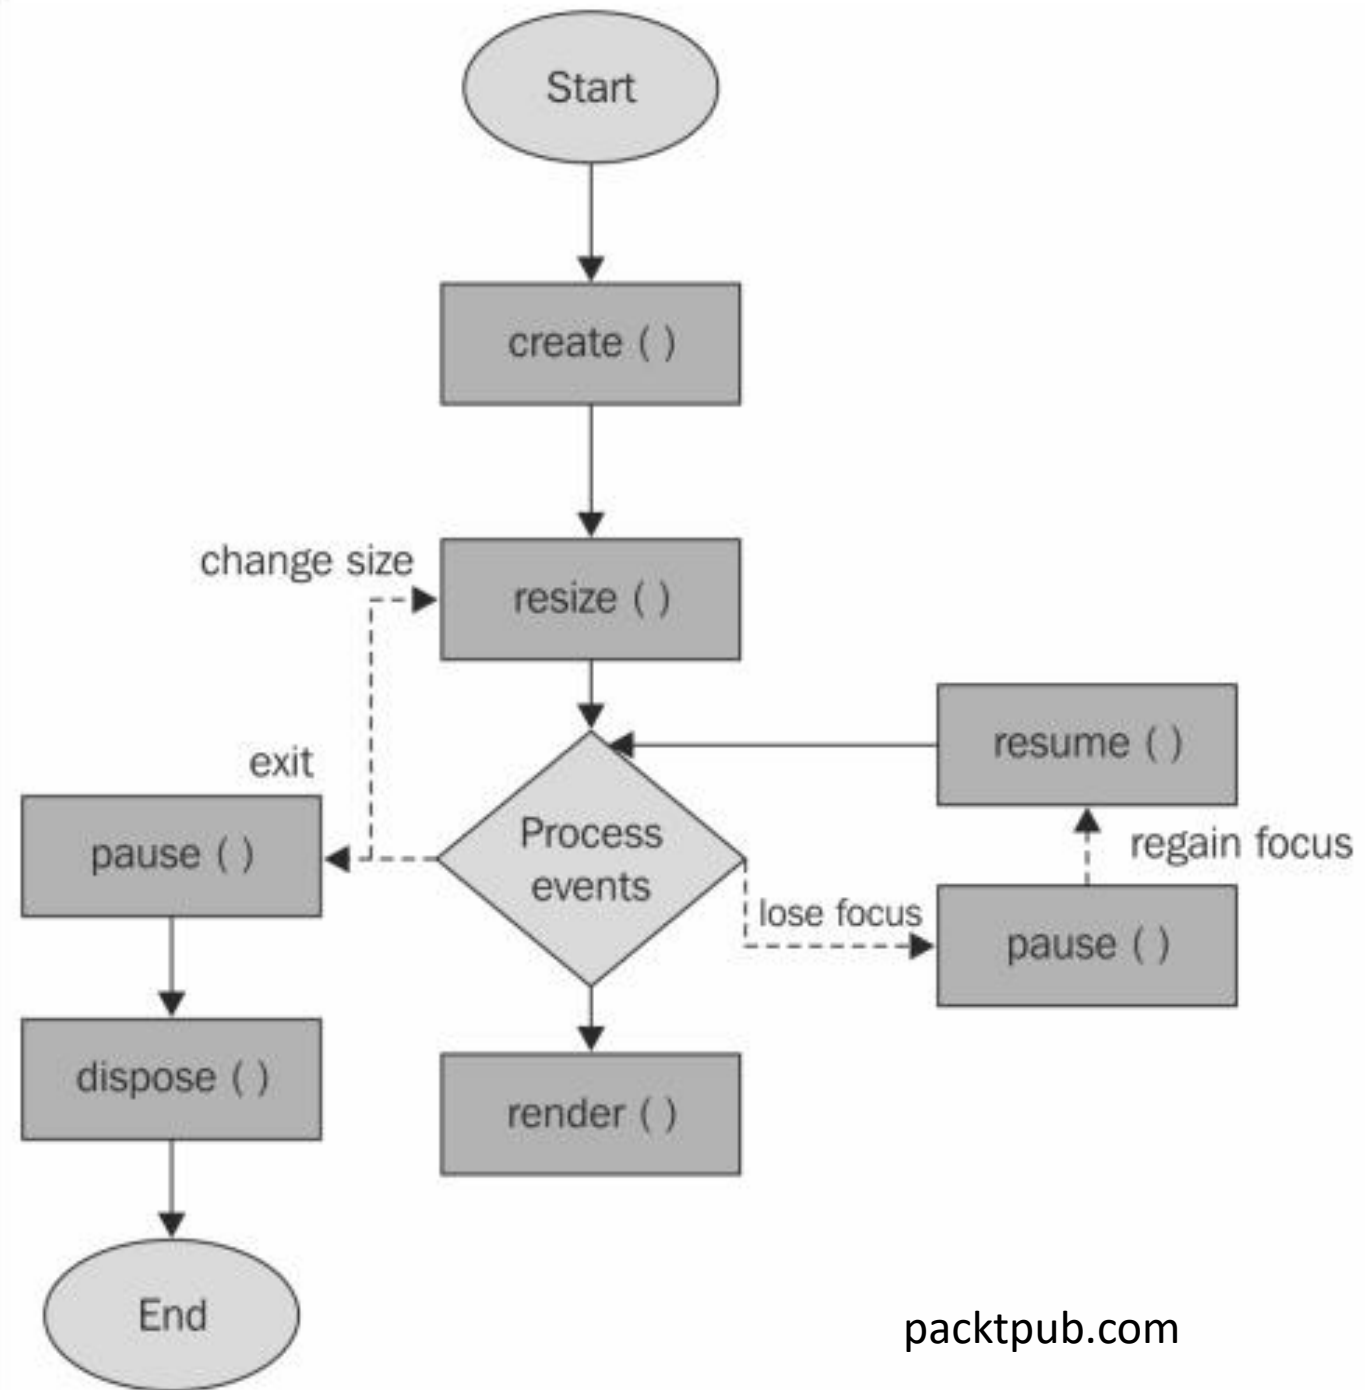 Start
create ( )
change size
resize ( )
exit
resume ( )
pause ( )
Process
events
regain focus
lose focus
pause ( )
dispose ( )
render ( )
End
packtpub.com